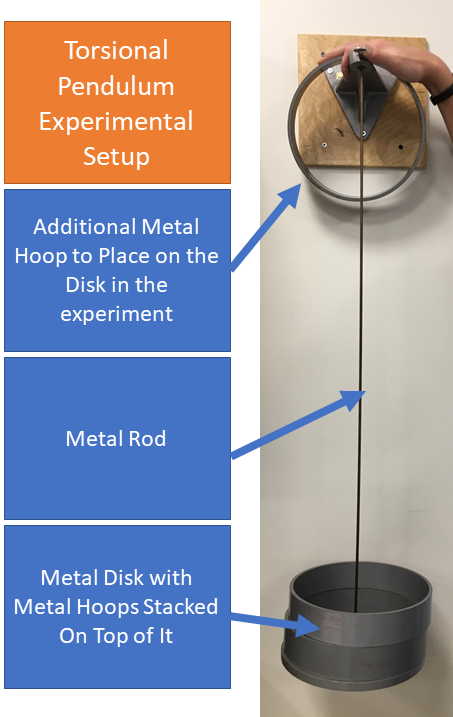 Torsional
Pendulum
Experimental
Setup
Additional Metal
Hoop to Place on the
Disk in the
experiment
Metal Rod
Metal Disk with
Metal Hoops Stacked
On Top of It